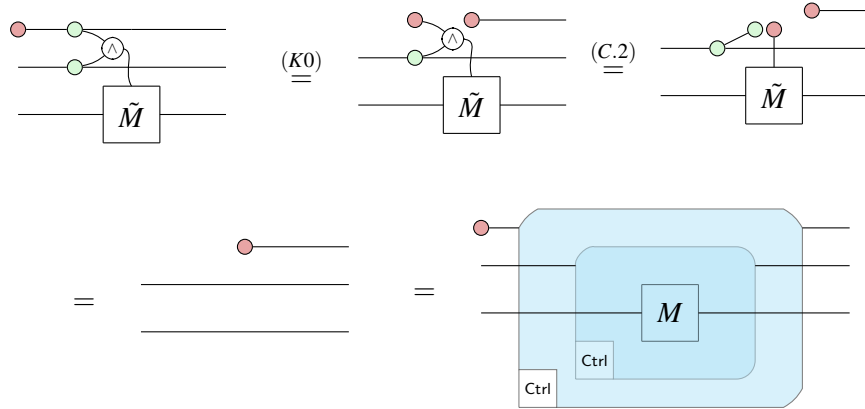 ∧ (K0) = ∧ (C.2) =
M̃ M̃ M̃
= = M
Ctrl
Ctrl